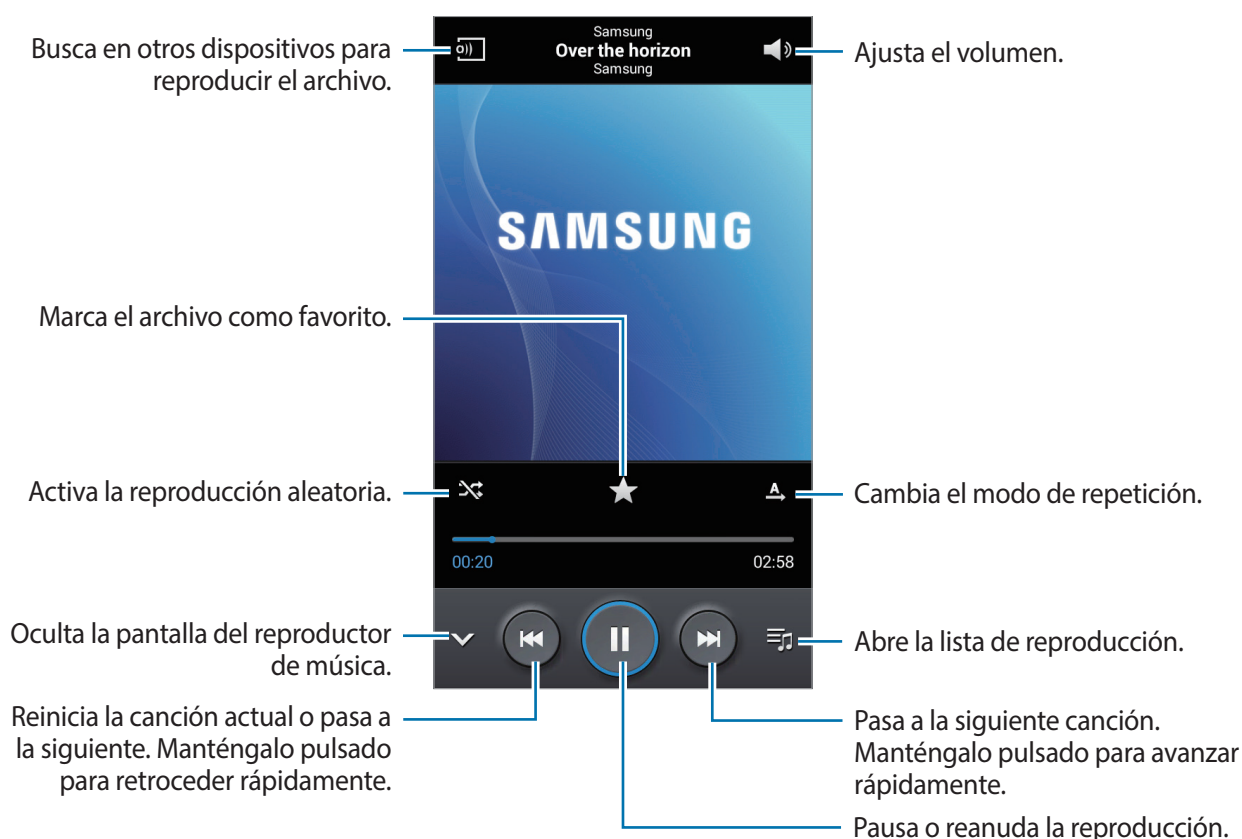 Samsung
Over the horizon
Samsung
Busca en otros dispositivos para
reproducir el archivo.
Ajusta el volumen.
SAMSUNG
Marca el archivo como favorito.
Activa la reproducción aleatoria.
A
Cambia el modo de repetición.
00:20
02:58
Oculta la pantalla del reproductor
de música.
Abre la lista de reproducción.
Reinicia la canción actual o pasa a
la siguiente. Manténgalo pulsado
para retroceder rápidamente.
Pasa a la siguiente canción.
Manténgalo pulsado para avanzar
rápidamente.
Pausa o reanuda la reproducción.